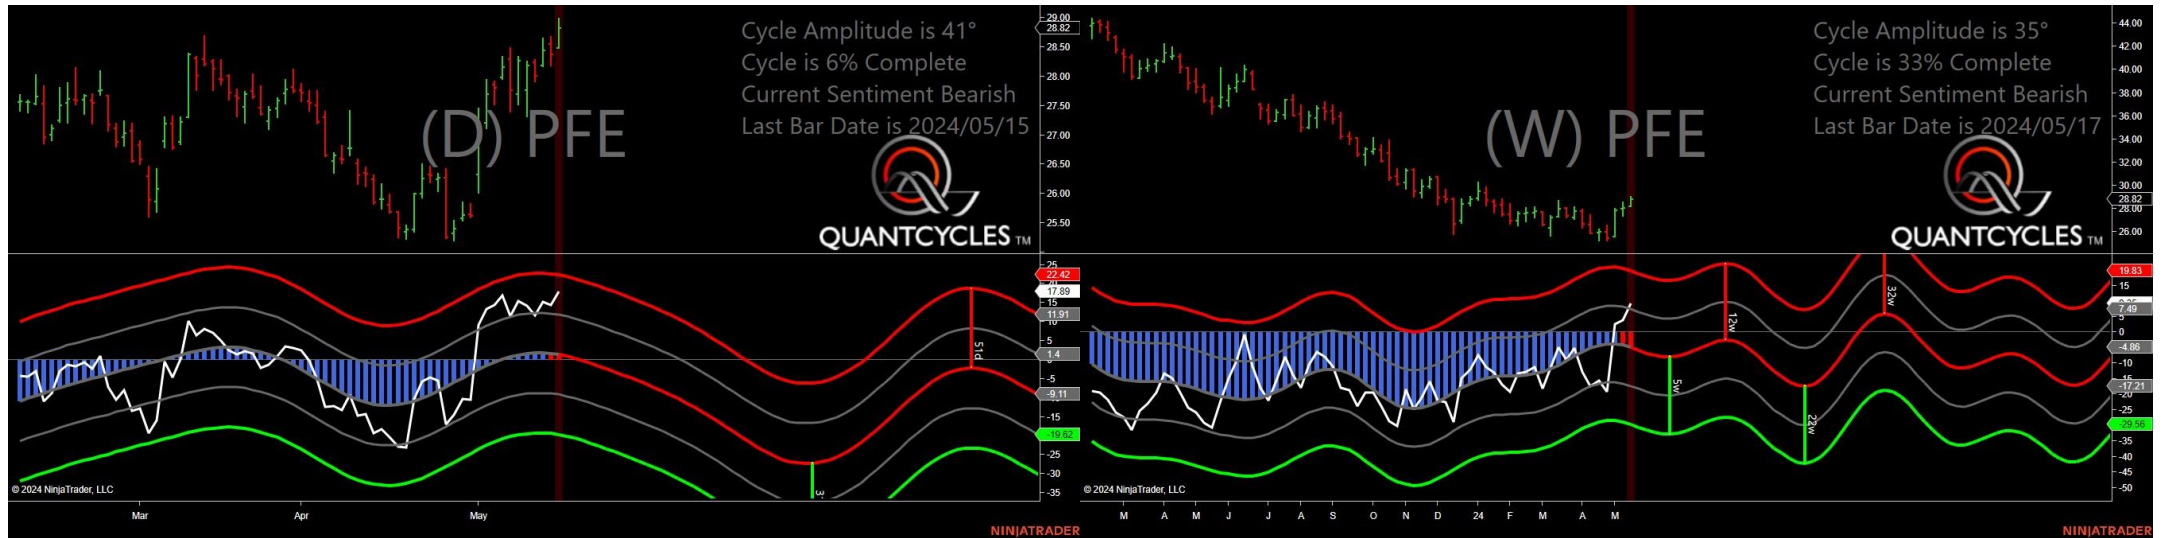 Cycle Amplitude is 41°
Cycle is 6% Complete
Current Sentiment Bearish
Last Bar Date is 2024/05/15
(D) PFE
QUANTCYCLES TM
29.00
28.82
28.50
28.00
27.50
27.00
26.50
26.00
25.50
25
22.42
17.89
15
11.91
10
5
1.4
-5
-9.11
-15
-19.62
-25
-30
-35
51d
3
© 2024 NinjaTrader, LLC
Mar
Apr
May
NINJATRADER
Cycle Amplitude is 35°
Cycle is 33% Complete
Current Sentiment Bearish
Last Bar Date is 2024/05/17
(W) PFE
QUANTCYCLES TM
44.00
42.00
40.00
38.00
36.00
34.00
32.00
30.00
28.82
28.00
26.00
19.83
15
7.49
5
0
-4.86
-10
-17.21
-20
-25
-29.56
-35
-40
-45
-50
5w
12w
22w
32w
© 2024 NinjaTrader, LLC
M A M J J A S O N D 24 F M A M
NINJATRADER